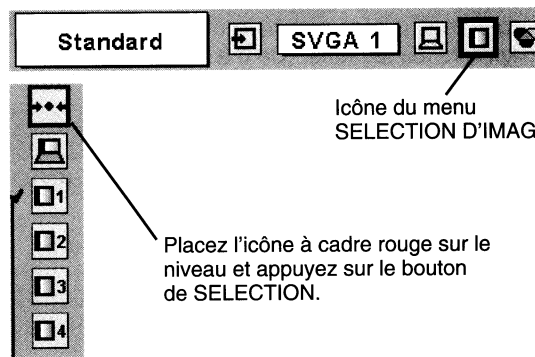 Standard
SVGA 1
Icône du menu
SELECTION D'IMAG
1
2
3
4
Placez l'icône à cadre rouge sur le
niveau et appuyez sur le bouton
de SELECTION.